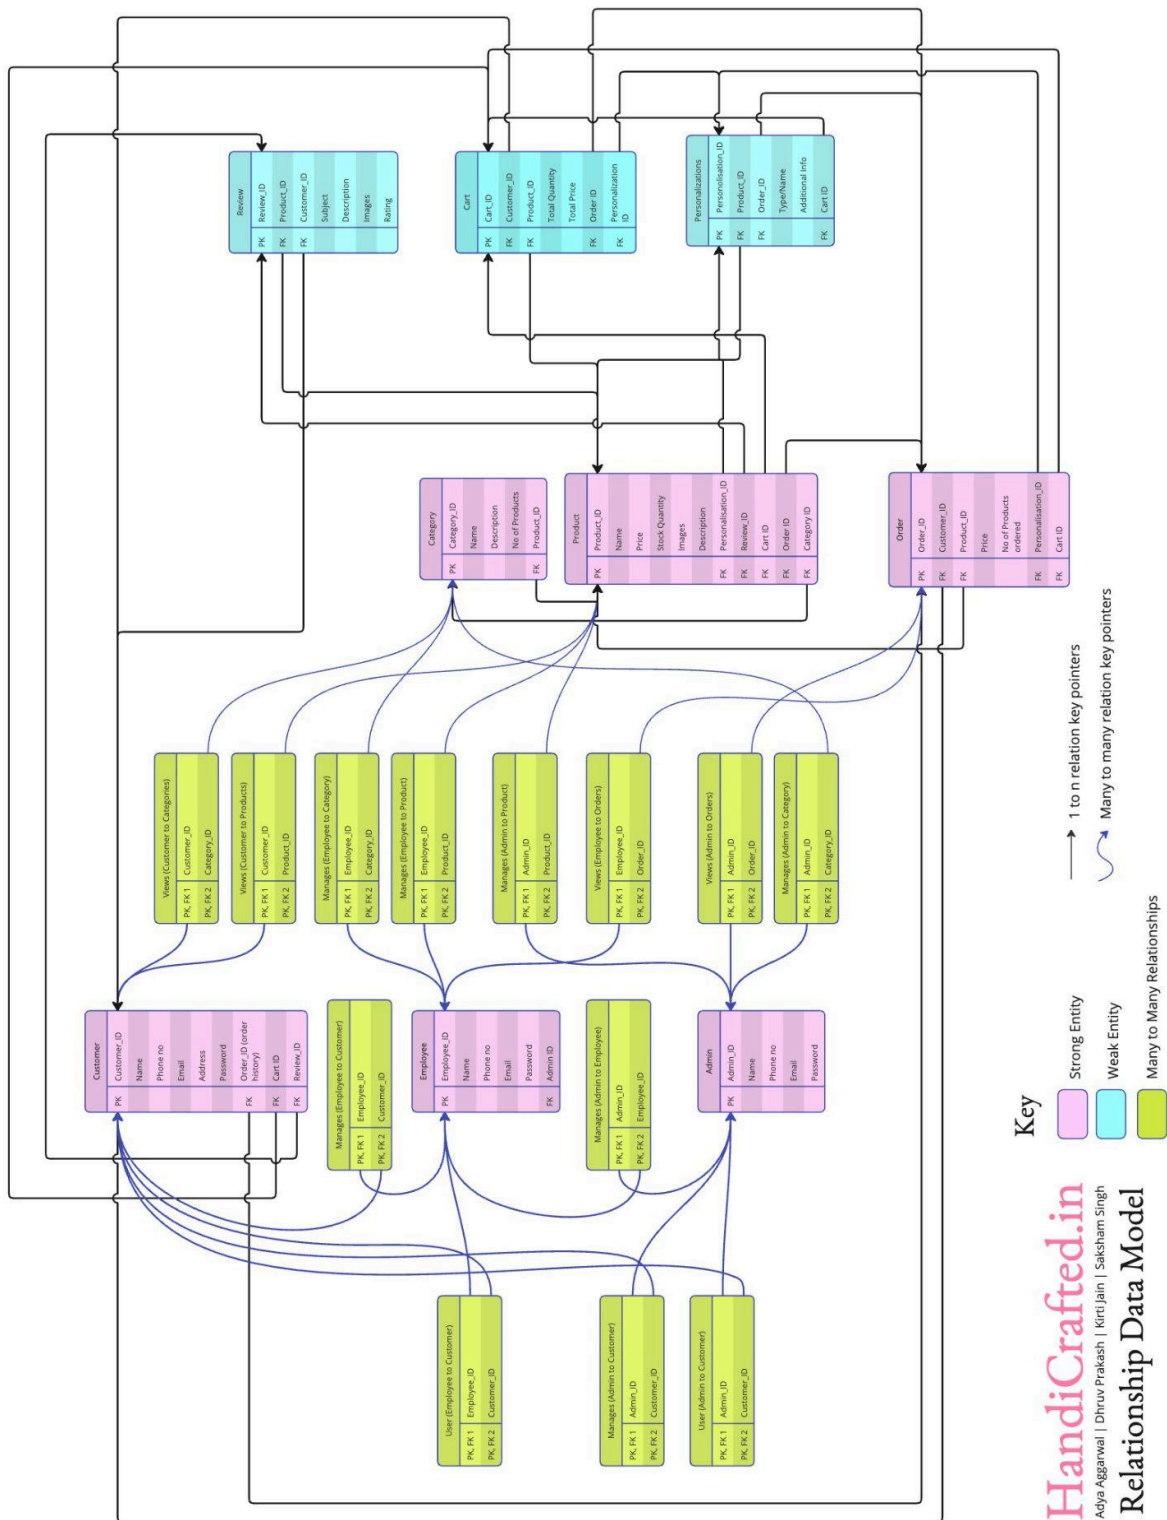 HandiCrafted.in
Adya Aggarwal | Dhruv Prakash | Kirti Jain | Saksham Singh
Relationship Data Model
Key
Strong Entity
Weak Entity
Many to Many Relationships
1 to n relation key pointers
Many to many relation key pointers
User (Employee to Customer)
PK, FK 1 Employee_ID
PK, FK 2 Customer_ID
Manages (Admin to Customer)
PK, FK 1 Admin_ID
PK, FK 2 Customer_ID
User (Admin to Customer)
PK, FK 1 Admin_ID
PK, FK 2 Customer_ID
Customer
PK Customer_ID
Name
Phone no
Email
Address
Password
FK Order_ID (order
history)
FK Cart ID
FK Review_ID
Manages (Employee to Customer)
PK, FK 1 Employee_ID
PK, FK 2 Customer_ID
Employee
PK Employee_ID
Name
Phone no
Email
Password
FK Admin ID
Manages (Admin to Employee)
PK, FK 1 Admin_ID
PK, FK 2 Employee_ID
Admin
PK Admin_ID
Name
Phone no
Email
Password
Views (Customer to Categories)
PK, FK 1 Customer_ID
PK, FK 2 Category_ID
Views (Customer to Products)
PK, FK 1 Customer_ID
PK, FK 2 Product_ID
Manages (Employee to Category)
PK, FK 1 Employee_ID
PK, FK 2 Category_ID
Manages (Employee to Product)
PK, FK 1 Employee_ID
PK, FK 2 Product_ID
Manages (Admin to Product)
PK, FK 1 Admin_ID
PK, FK 2 Product_ID
Views (Employee to Orders)
PK, FK 1 Employee_ID
PK, FK 2 Order_ID
Views (Admin to Orders)
PK, FK 1 Admin_ID
PK, FK 2 Order_ID
Manages (Admin to Category)
PK, FK 1 Admin_ID
PK, FK 2 Category_ID
Category
PK Category_ID
Name
Description
No of Products
FK Product_ID
Product
PK Product_ID
Name
Price
Stock Quantity
Images
Description
FK Personalisation_ID
FK Review_ID
FK Cart ID
FK Order ID
FK Category ID
Order
PK Order_ID
FK Customer_ID
FK Product_ID
Price
No of Products
ordered
FK Personalisation_ID
FK Cart ID
Review
PK Review_ID
FK Product_ID
FK Customer_ID
Subject
Description
Images
Rating
Cart
PK Cart_ID
FK Customer_ID
FK Product_ID
Total Quantity
Total Price
FK Order ID
FK Personalization
ID
Personalizations
PK Personolisation_ID
FK Product_ID
FK Order_ID
Type/Name
Additional Info
FK Cart ID